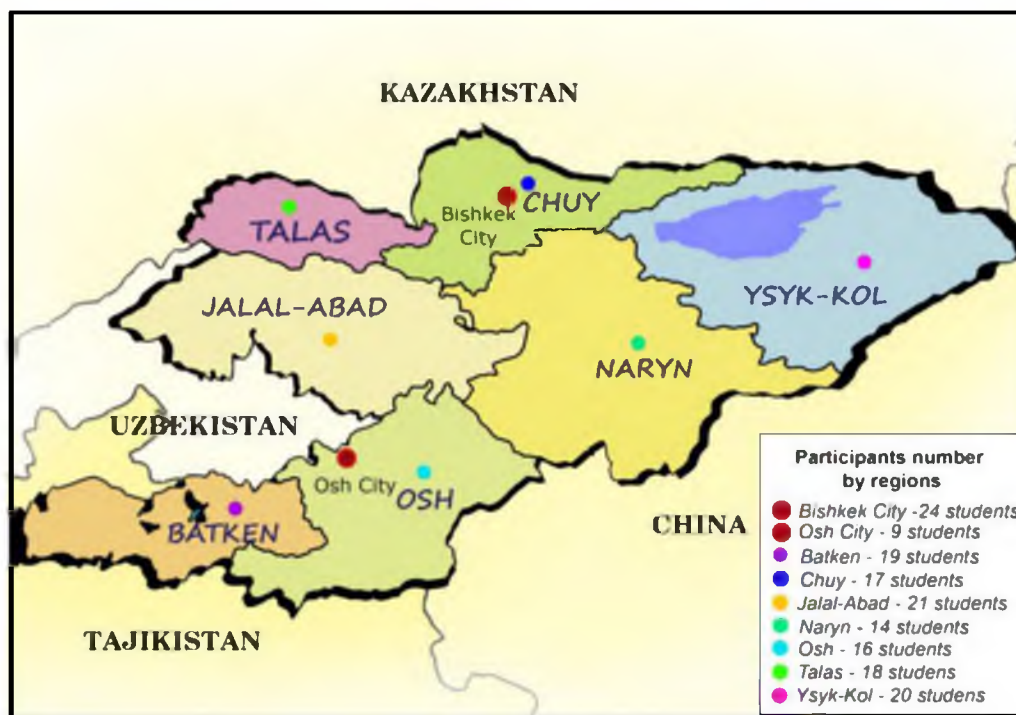 KAZAKHSTAN
TALAS
CHUY
Bishkek
City
JALAL-ABAD
YSYK-KOL
NARYN
UZBEKISTAN
Osh City
OSH
BATKEN
CHINA
TAJIKISTAN
Participants number
by regions
Bishkek City -24 students
Osh City - 9 students
Batken - 19 students
Chuy - 17 students
Jalal-Abad - 21 students
Naryn - 14 students
Osh - 16 students
Talas - 18 studens
Ysyk-Kol - 20 studens